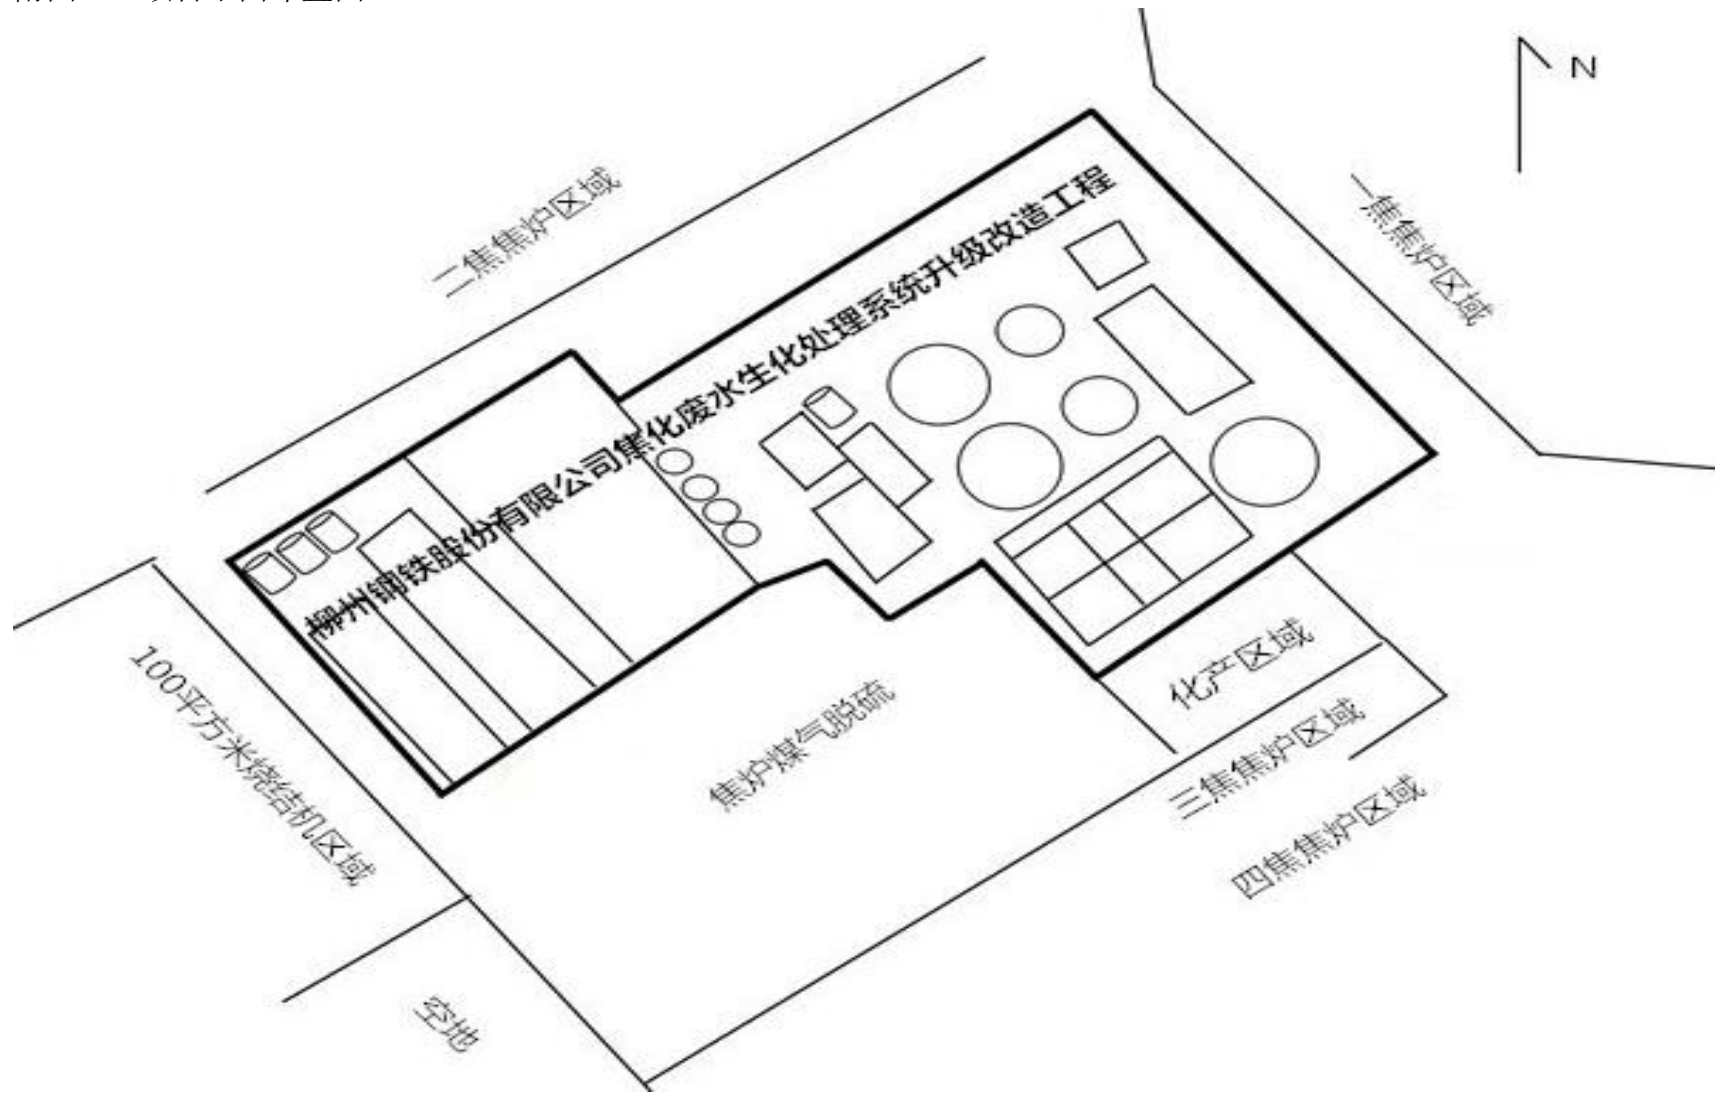 N
二焦焦炉区域
一焦焦炉区域
柳州钢铁股份有限公司焦化废水生化处理系统升级改造工程
100平方米烧结机区域
化产区域
焦炉煤气脱硫
三焦焦炉区域
四焦焦炉区域
空地